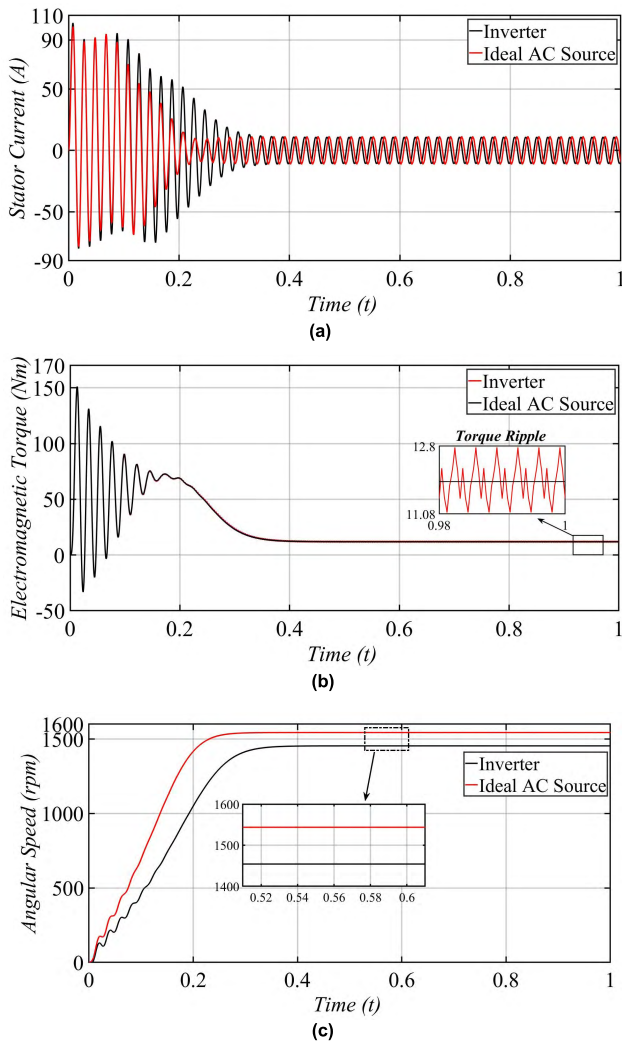 110
90
50
0
-50
-90
Stator Current (A)
Inverter
Ideal AC Source
0 0.2 0.4 0.6 0.8 1
Time (t)
(a)
170
150
100
50
0
-50
Electromagnetic Torque (Nm)
Inverter
Ideal AC Source
Torque Ripple
12.8
11.08
0.98 1
0 0.2 0.4 0.6 0.8 1
Time (t)
(b)
1600
1500
1000
500
0
Angular Speed (rpm)
Inverter
Ideal AC Source
1600
1500
1400
0.52 0.54 0.56 0.58 0.6
0 0.2 0.4 0.6 0.8 1
Time (t)
(c)